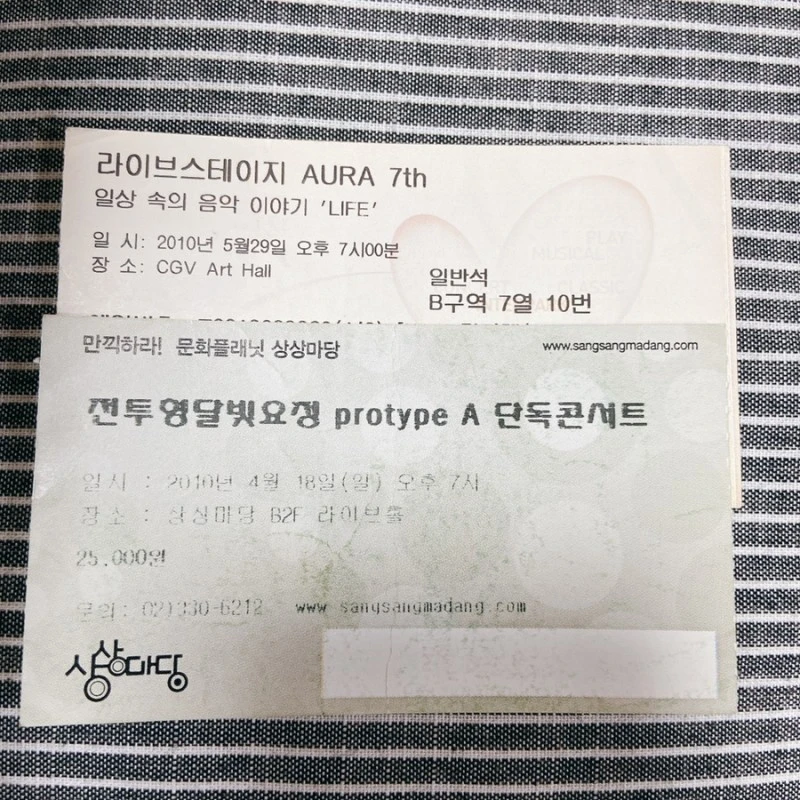 라이브스테이지 AURA 7th
일상 속의 음악 이야기 'LIFE'
일 시: 2010년 5월29일 오후 7시00분
장 소: CGV Art Hall
PLAY
MUSICAL
CLASSIC
일반석
B구역 7열 10번
만끽하라! 문화플래닛 상상마당
www.sangsangmadang.com
전투형달빛요정 protype A 단독콘서트
일시 : 2010년 4월 18일(일) 오후 7시
장소 : 상상마당 B2F 라이브홀
25,000원
문의: 02)330-6212 www sangsangmadang.com
상상마당